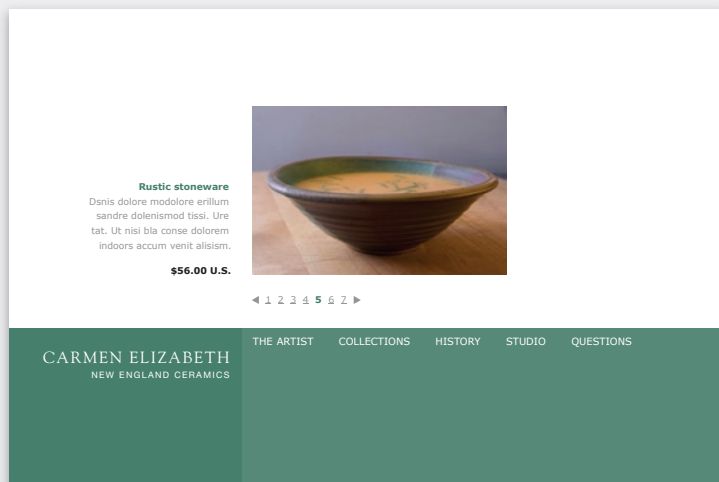 Rustic stoneware
Dsnis dolore modolore erillum
sandre dolenismod tissi. Ure
tat. Ut nisi bla conse dolorem
indoors accum venit alisism.
$56.00 U.S.
1 2 3 4 5 6 7
CARMEN ELIZABETH
NEW ENGLAND CERAMICS
THE ARTIST COLLECTIONS HISTORY STUDIO QUESTIONS